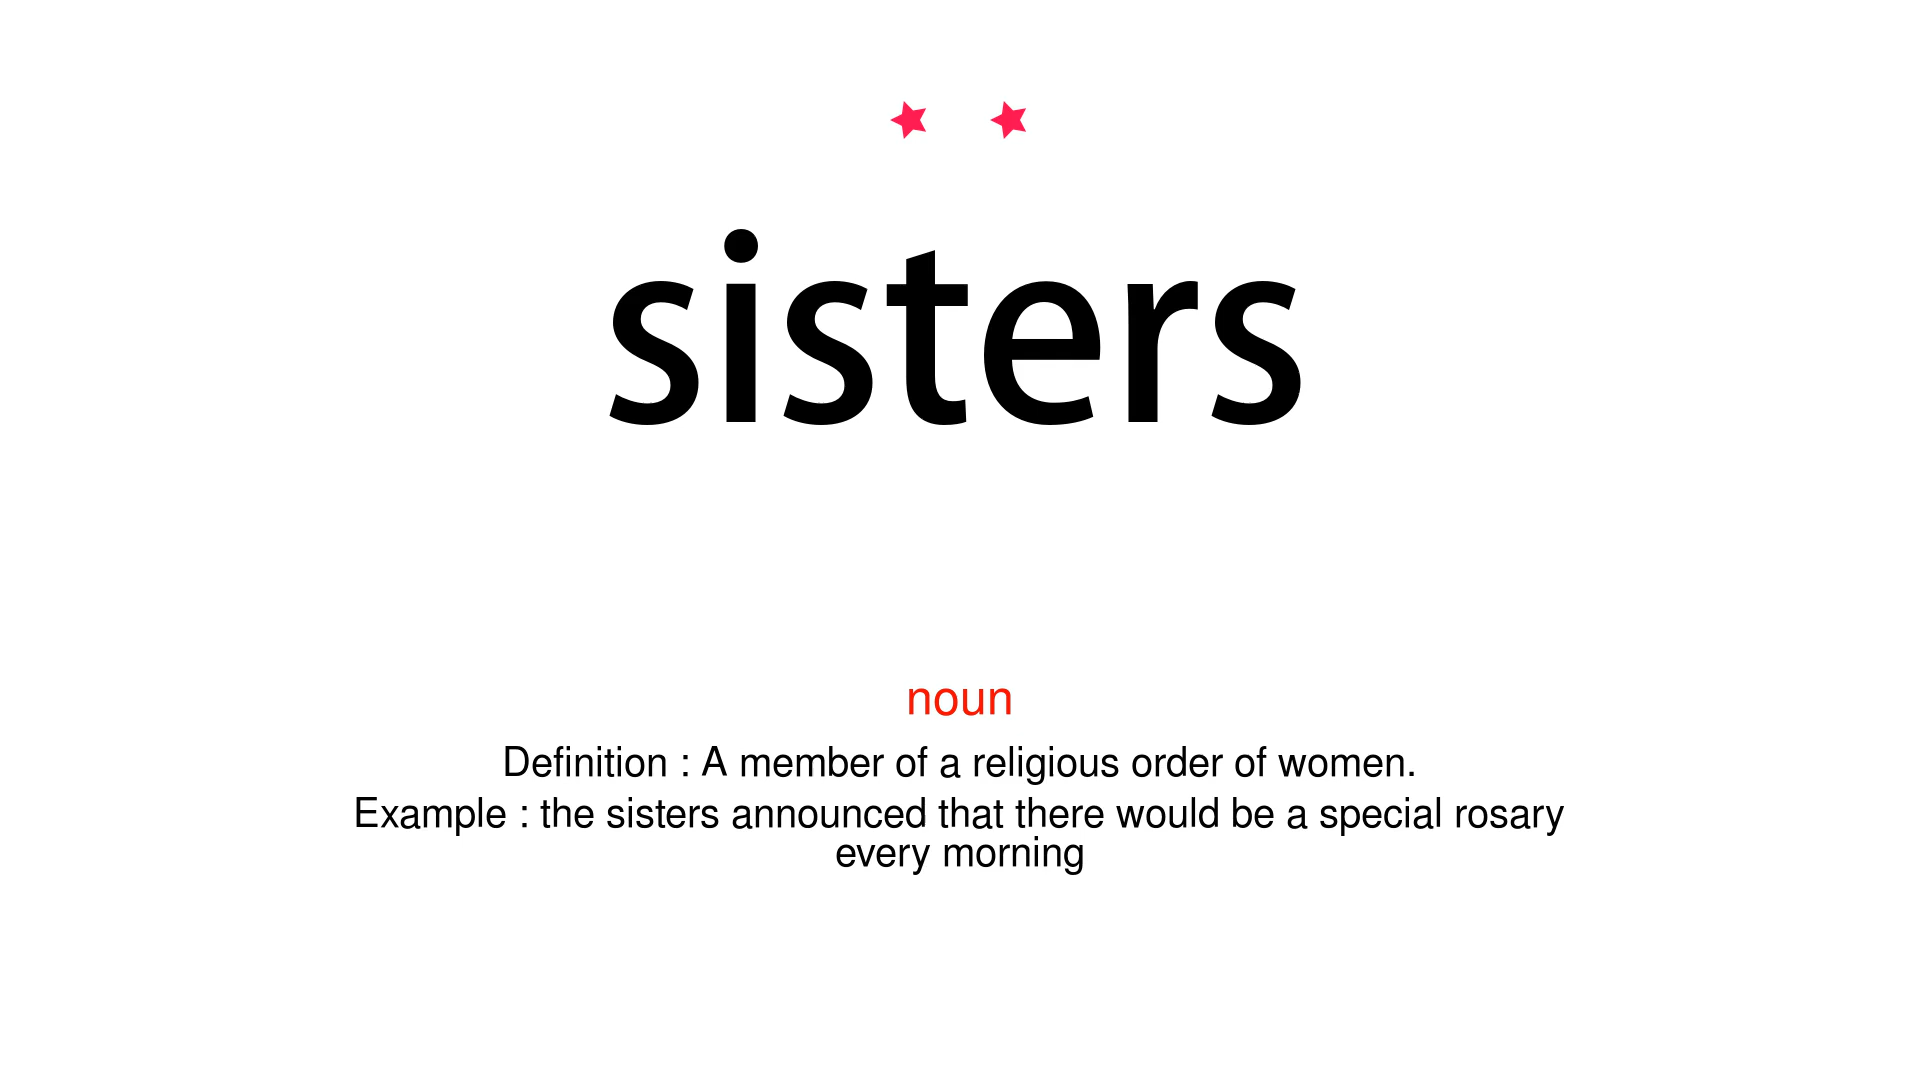 sisters
noun
Definition : A member of a religious order of women.
Example : the sisters announced that there would be a special rosary
every morning